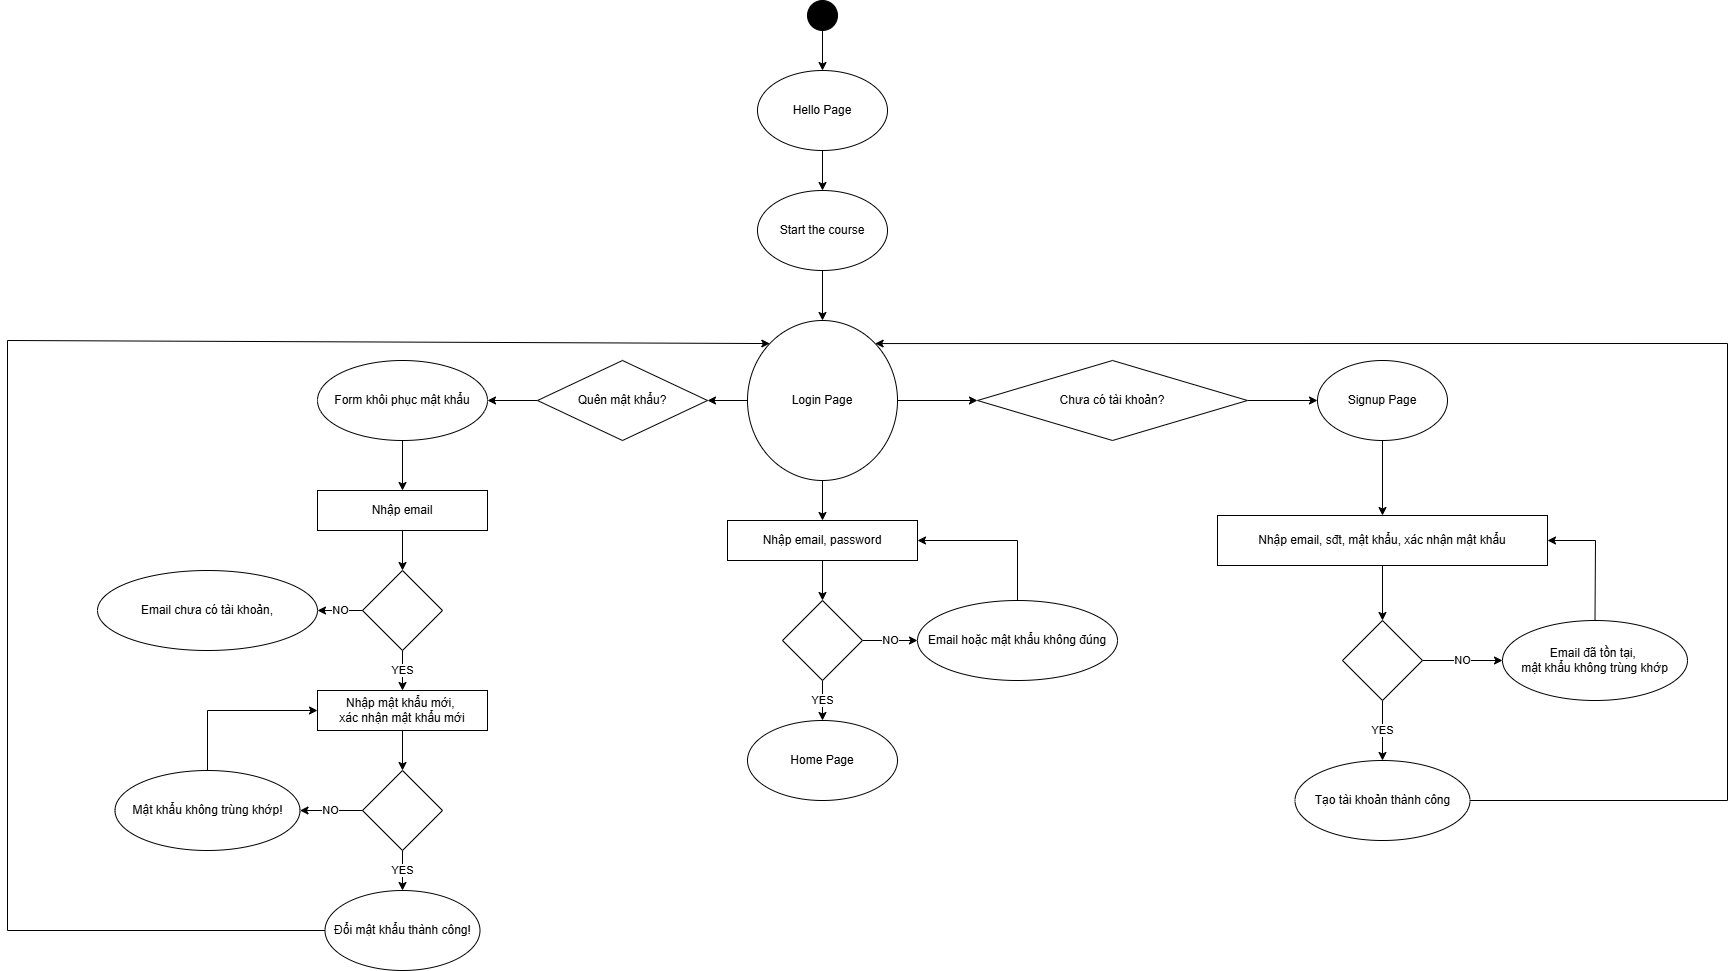 Hello Page
Start the course
Form khôi phục mật khẩu
Quên mật khẩu?
Login Page
Chưa có tài khoản?
Signup Page
Nhập email
Nhập email, password
Nhập email, sđt, mật khẩu, xác nhận mật khẩu
Email chưa có tài khoản,
NO
NO
Email hoặc mật khẩu không đúng
NO
Email đã tồn tại,
mật khẩu không trùng khớp
YES
YES
YES
Nhập mật khẩu mới,
xác nhận mật khẩu mới
Home Page
Mật khẩu không trùng khớp!
NO
Tạo tài khoản thành công
YES
Đổi mật khẩu thành công!